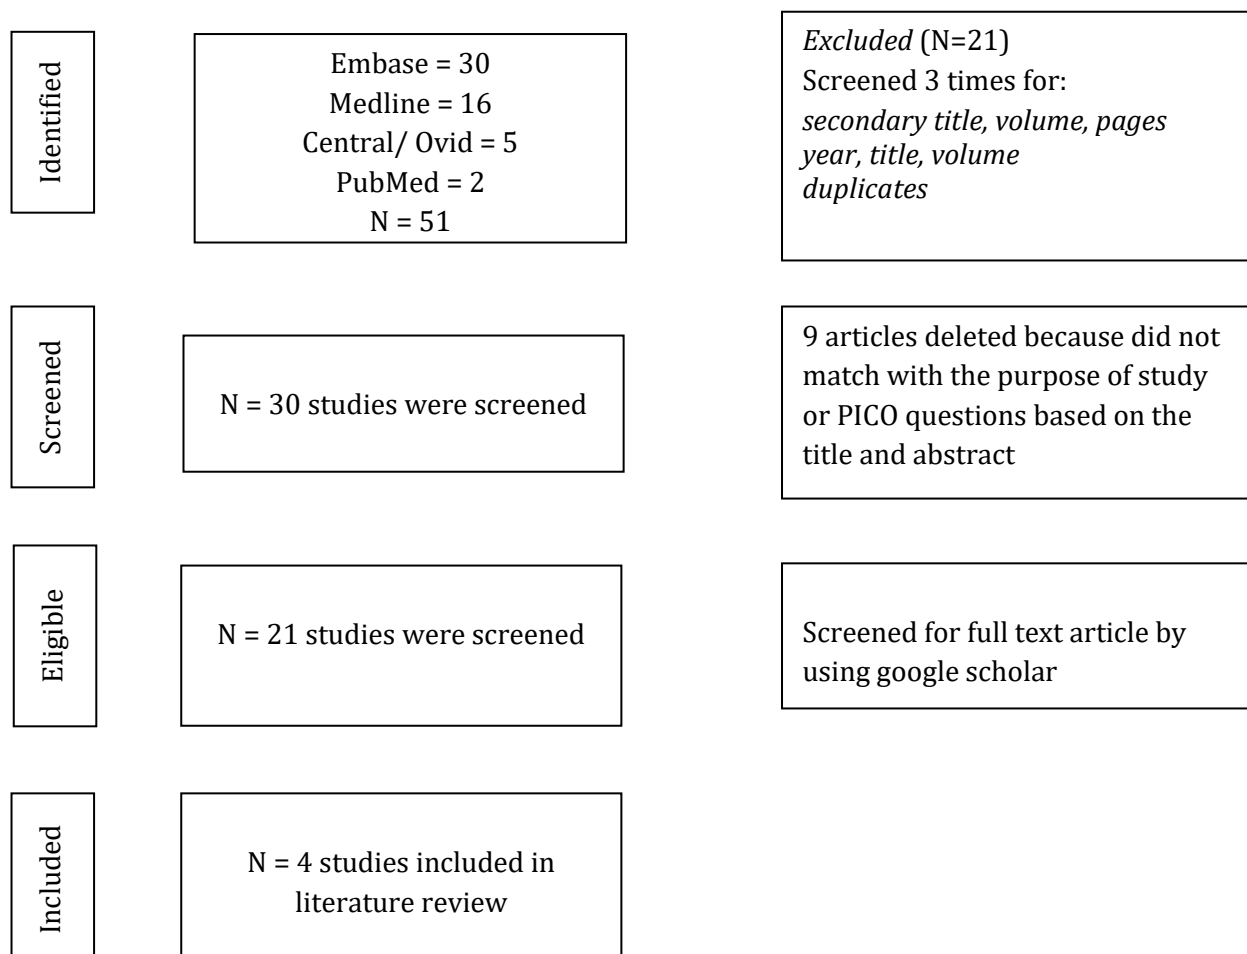 Identified
Embase = 30
Medline = 16
Central/ Ovid = 5
PubMed = 2
N = 51
Excluded (N=21)
Screened 3 times for:
secondary title, volume, pages
year, title, volume
duplicates
Screened
N = 30 studies were screened
9 articles deleted because did not
match with the purpose of study
or PICO questions based on the
title and abstract
Eligible
N = 21 studies were screened
Screened for full text article by
using google scholar
Included
N = 4 studies included in
literature review